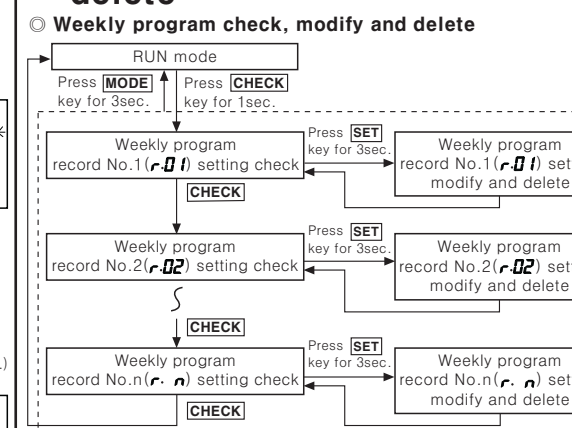 delete
◎ Weekly program check, modify and delete
RUN mode
Press MODE
key for 3sec.
Press CHECK
key for 1sec.
Weekly program
record No.1(r.01) setting check
Press SET
key for 3sec.
Weekly program
record No.1(r.01) set
modify and delete
CHECK
Weekly program
record No.2(r.02) setting check
Press SET
key for 3sec.
Weekly program
record No.2(r.02) set
modify and delete
CHECK
Weekly program
record No.n(r. n) setting check
Press SET
key for 3sec.
Weekly program
record No.n(r. n) set
modify and delete
CHECK